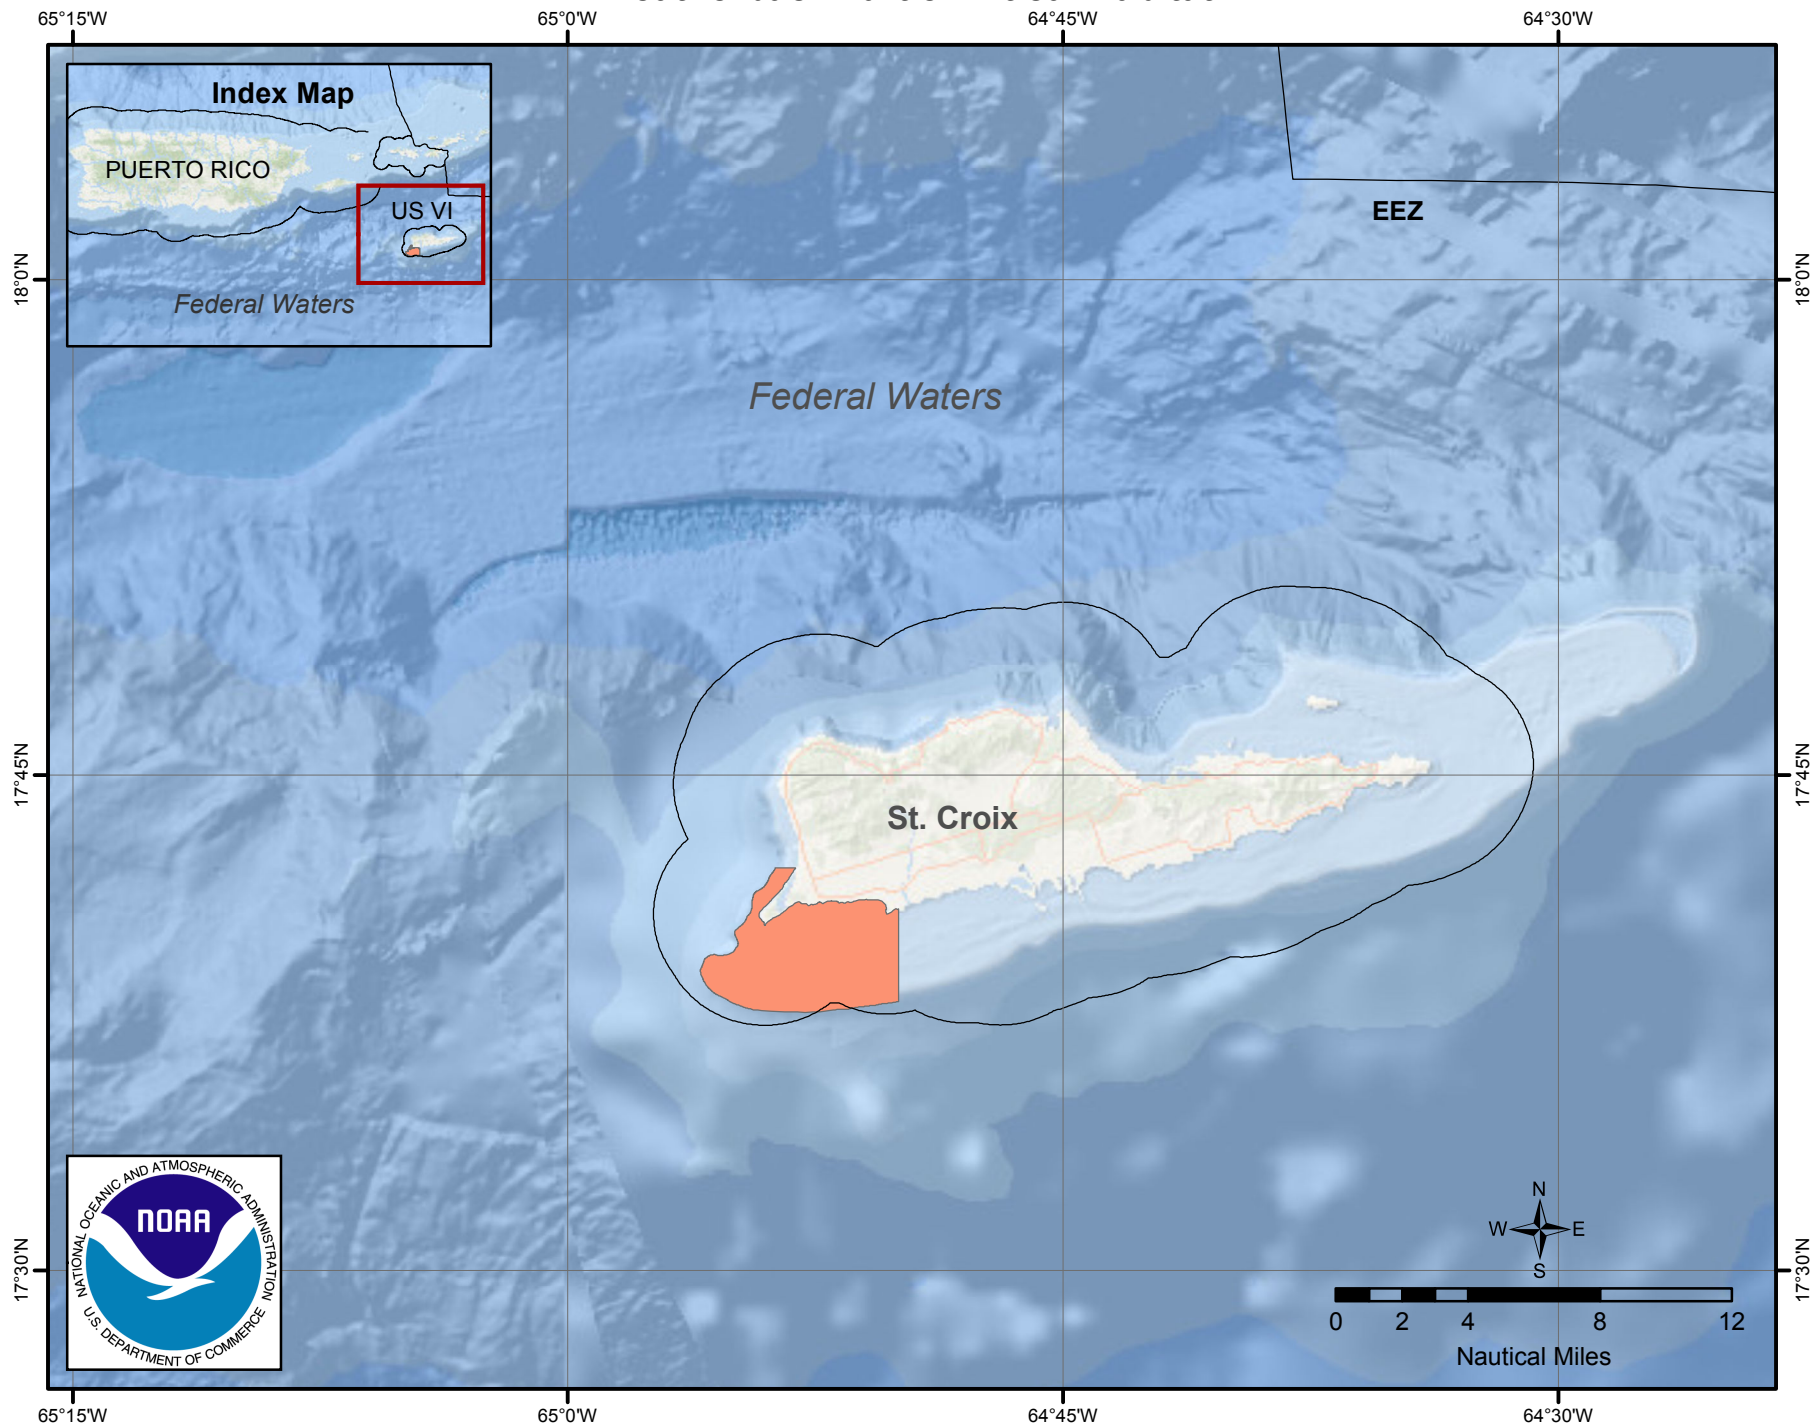 65°15'W 65°0'W 64°45'W 64°30'W
Index Map
PUERTO RICO
US VI
Federal Waters
EEZ
18°0'N
18°0'N
Federal Waters
17°45'N
17°45'N
St. Croix
NATIONAL OCEANIC AND ATMOSPHERIC ADMINISTRATION
NOAA
U.S. DEPARTMENT OF COMMERCE
N
W E
S
17°30'N
17°30'N
0 2 4 8 12
Nautical Miles
65°15'W 65°0'W 64°45'W 64°30'W